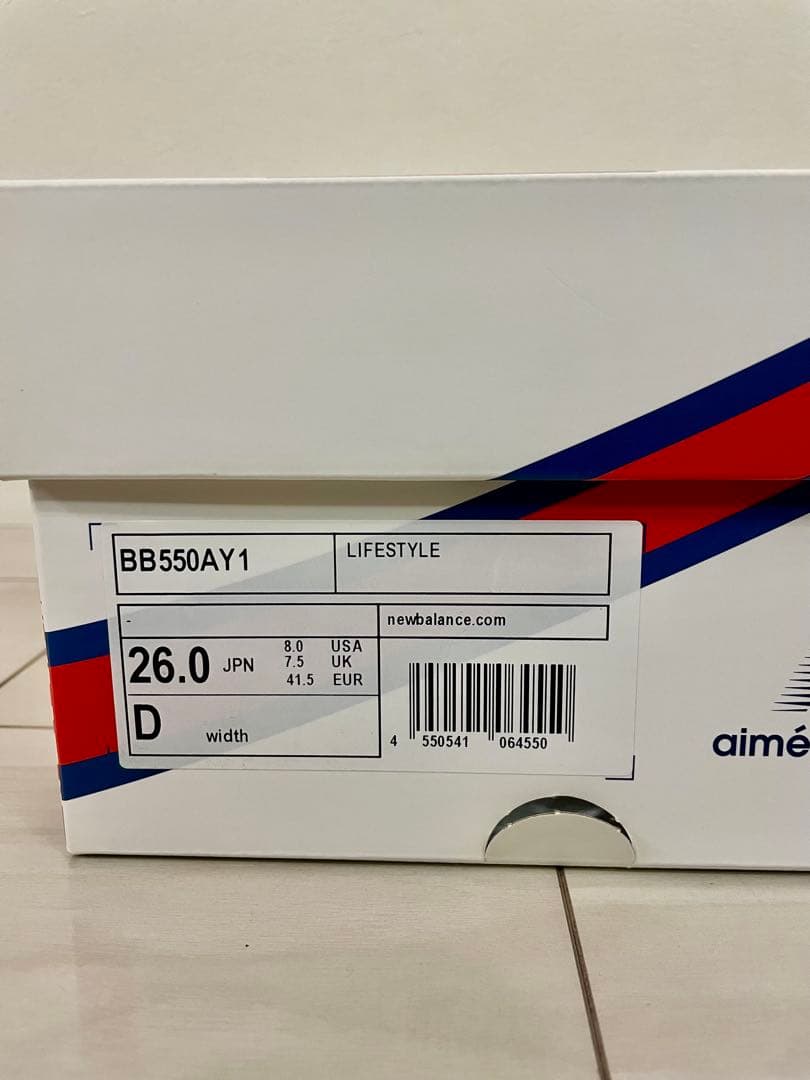 BB550AY1
LIFESTYLE
-
newbalance.com
26.0 JPN
8.0 USA
7.5 UK
41.5 EUR
D width
4 550541 064550
aimé